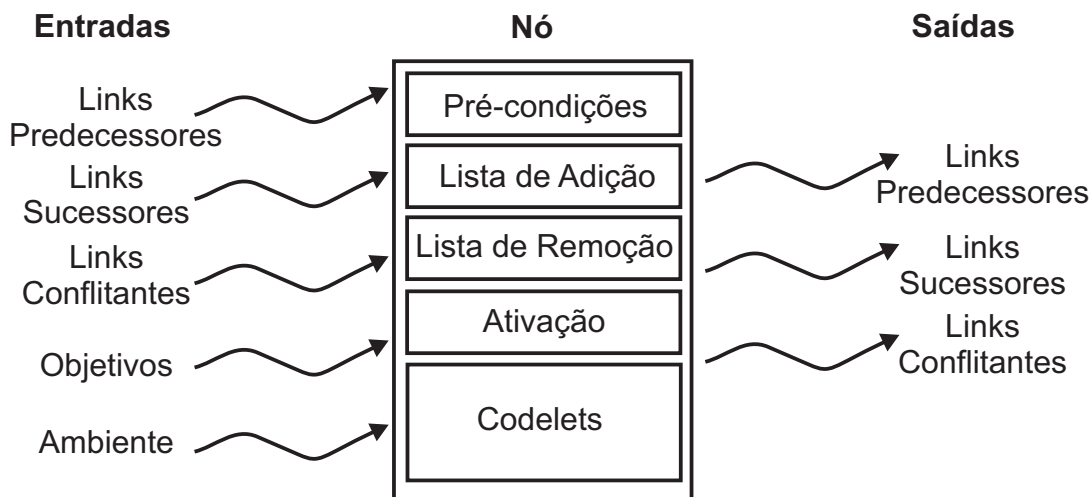 Entradas
Nó
Saídas
Links
Predecessores
Links
Sucessores
Links
Conflitantes
Objetivos
Ambiente
Pré-condições
Lista de Adição
Lista de Remoção
Ativação
Codelets
Links
Predecessores
Links
Sucessores
Links
Conflitantes